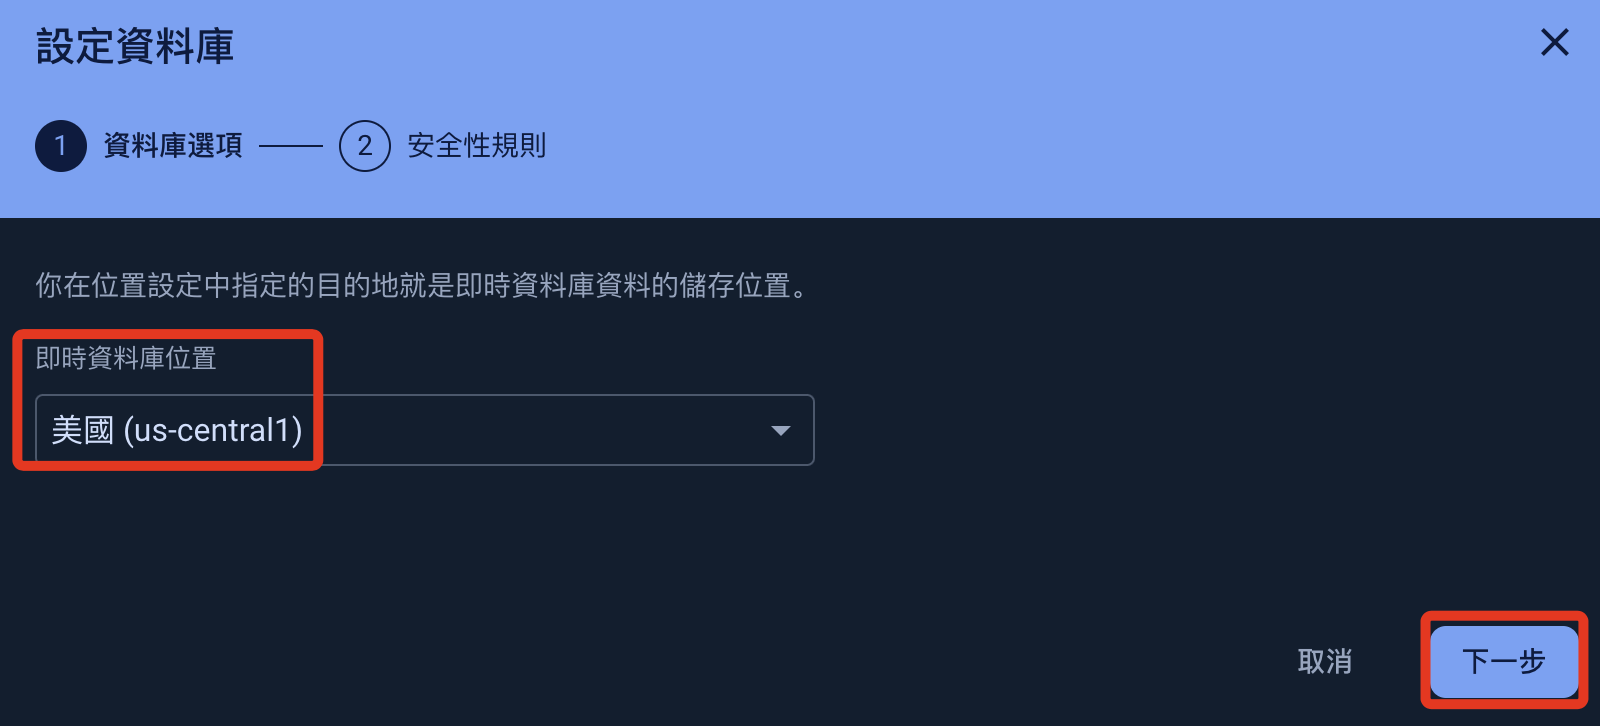 設定資料庫
1 資料庫選項 2 安全性規則
你在位置設定中指定的目的地就是即時資料庫資料的儲存位置。
即時資料庫位置
美國 (us-central1)
取消 下一步